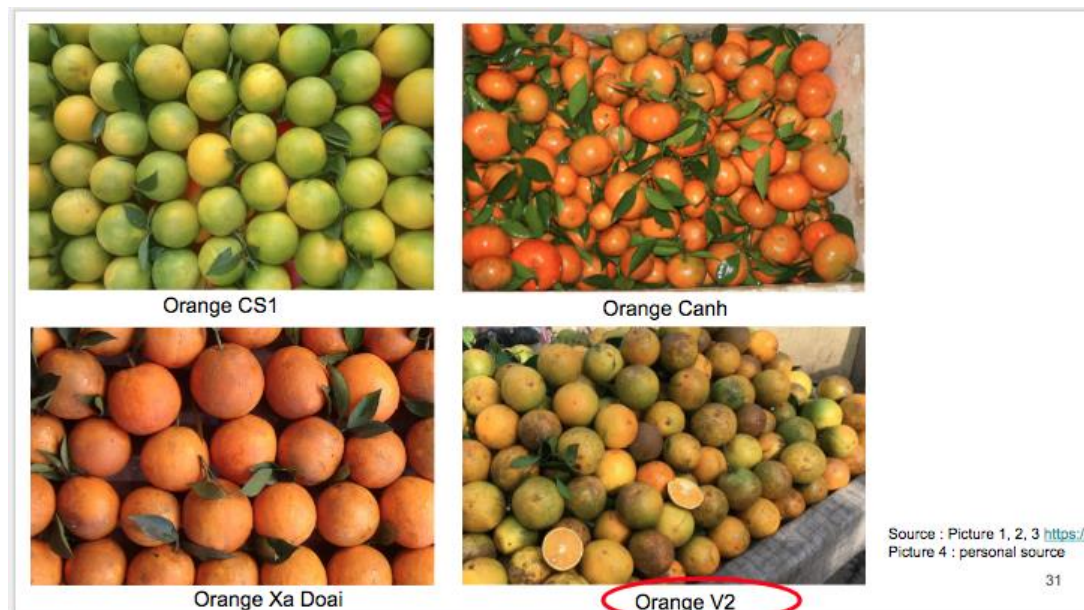 Orange CS1
Orange Canh
Orange Xa Doai
Orange V2
Source : Picture 1, 2, 3 https:/
Picture 4 : personal source
31